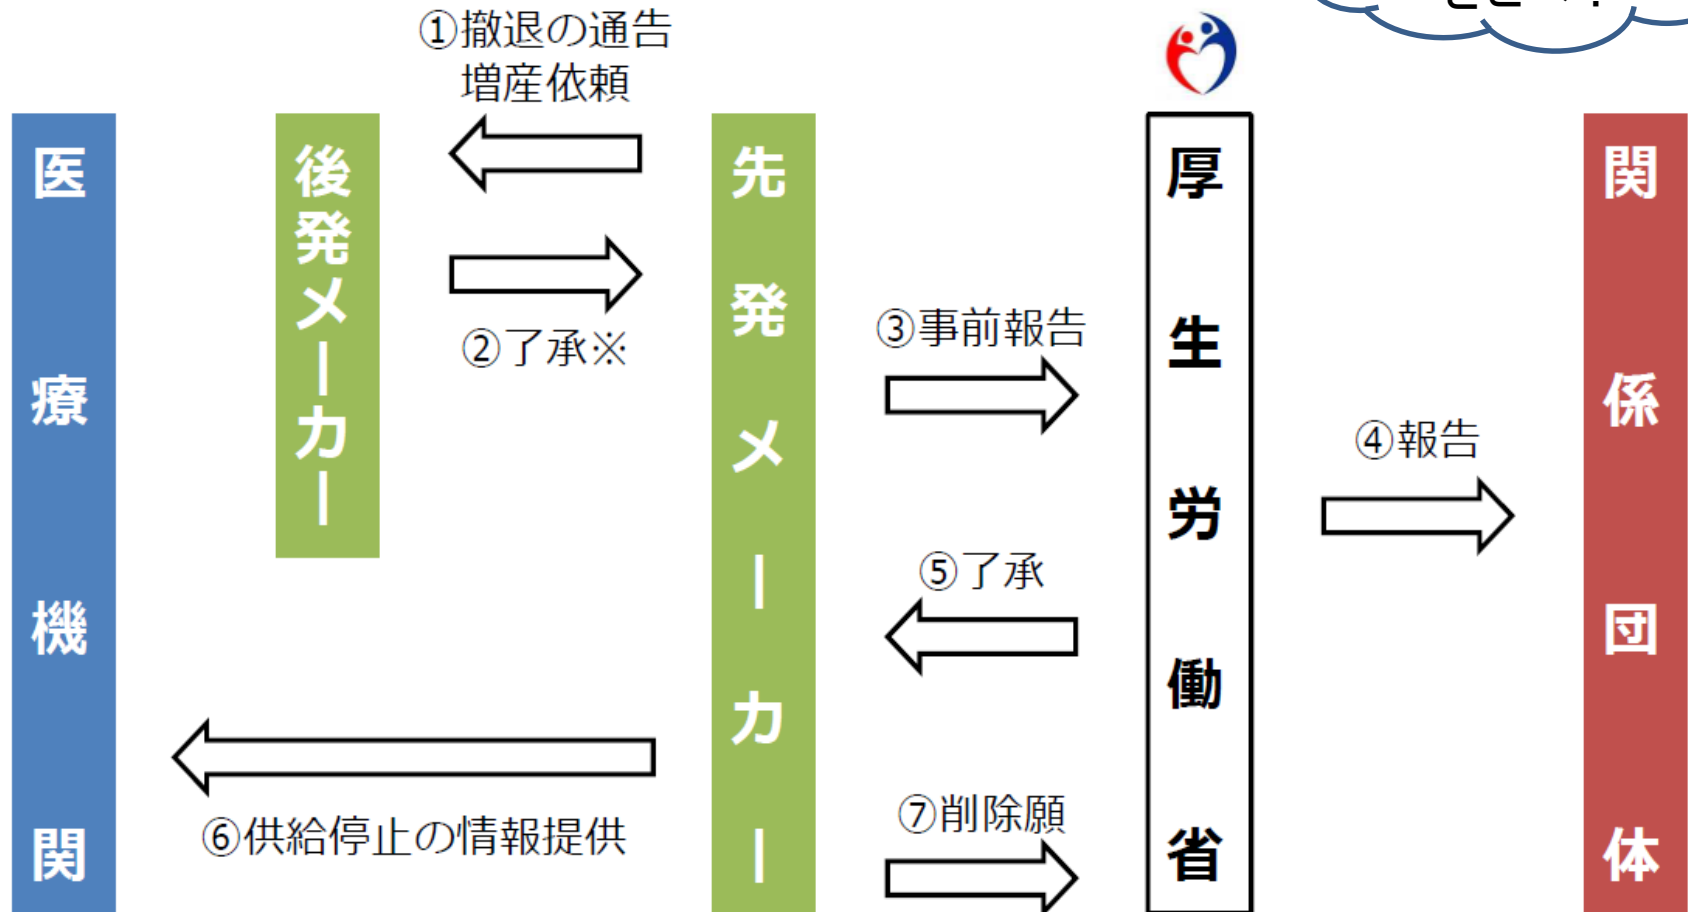 ①撤退の通告
増産依頼
医療機関
後発メーカー
先発メーカー
厚生労働省
関係団体
②了承※
③事前報告
④報告
⑤了承
⑥供給停止の情報提供
⑦削除願